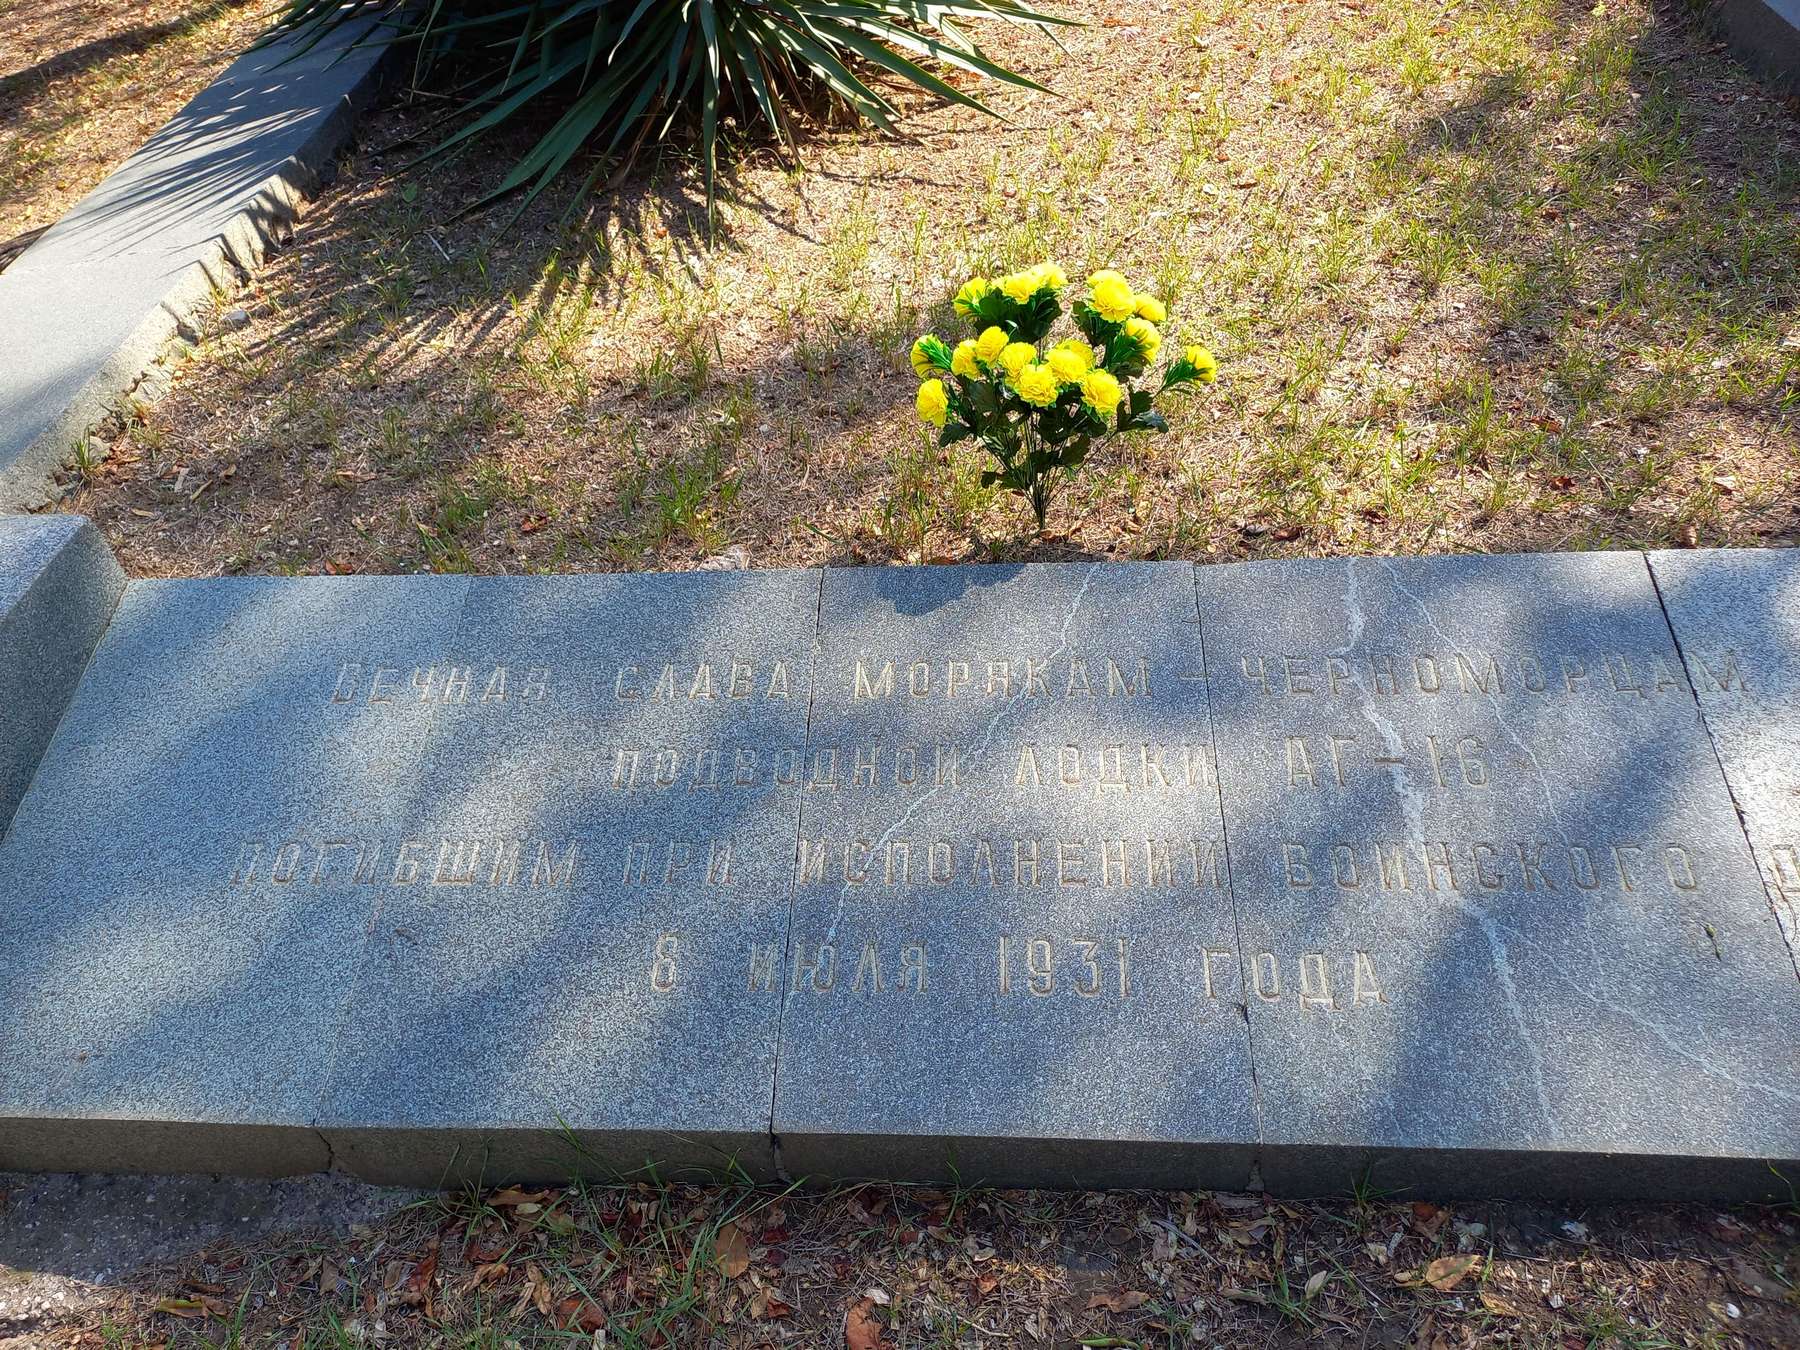 ВЕЧНАЯ СЛАВА МОРЯКАМ - ЧЕРНОМОРЦАМ
ПОДВОДНОЙ ЛОДКИ АГ-16
ПОГИБШИМ ПРИ ИСПОЛНЕНИИ ВОИНСКОГО
8 ИЮЛЯ 1931 ГОДА